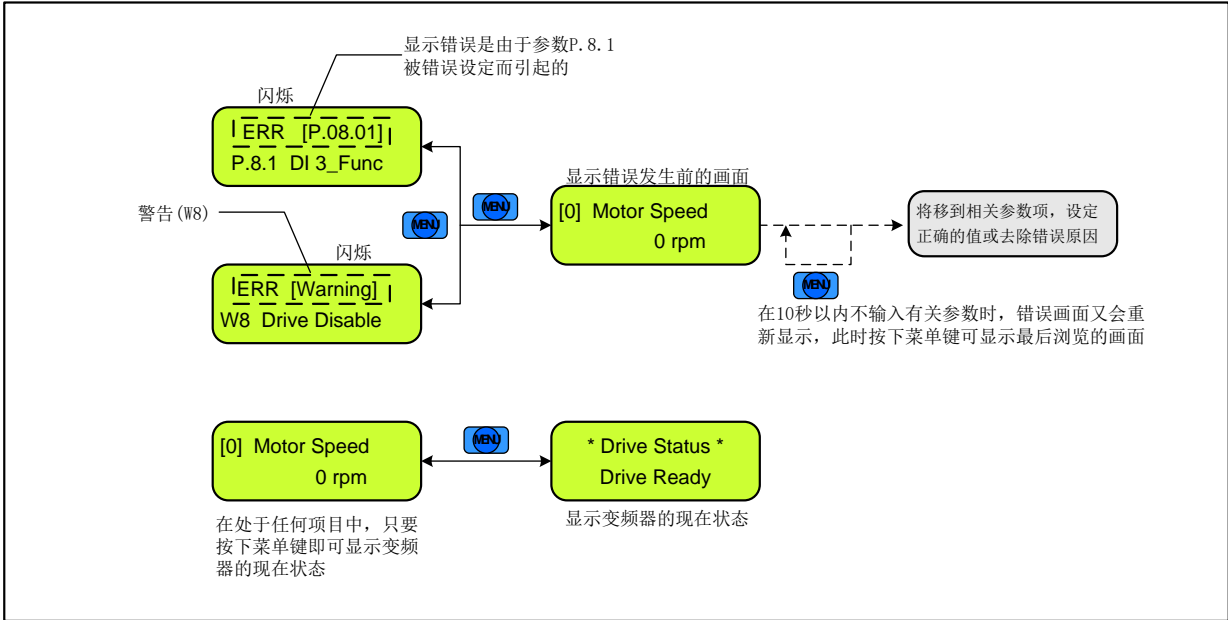 显示错误是由于参数P.8.1
被错误设定而引起的
闪烁
ERR [P.08.01]
P.8.1 DI 3_Func
警告(W8)
闪烁
ERR [Warning]
W8 Drive Disable
MENU
MENU
显示错误发生前的画面
[0] Motor Speed
0 rpm
将移到相关参数项，设定
正确的值或去除错误原因
MENU
在10秒以内不输入有关参数时，错误画面又会重
新显示，此时按下菜单键可显示最后浏览的画面
[0] Motor Speed
0 rpm
MENU
* Drive Status *
Drive Ready
在处于任何项目中，只要
按下菜单键即可显示变频
器的现在状态
显示变频器的现在状态